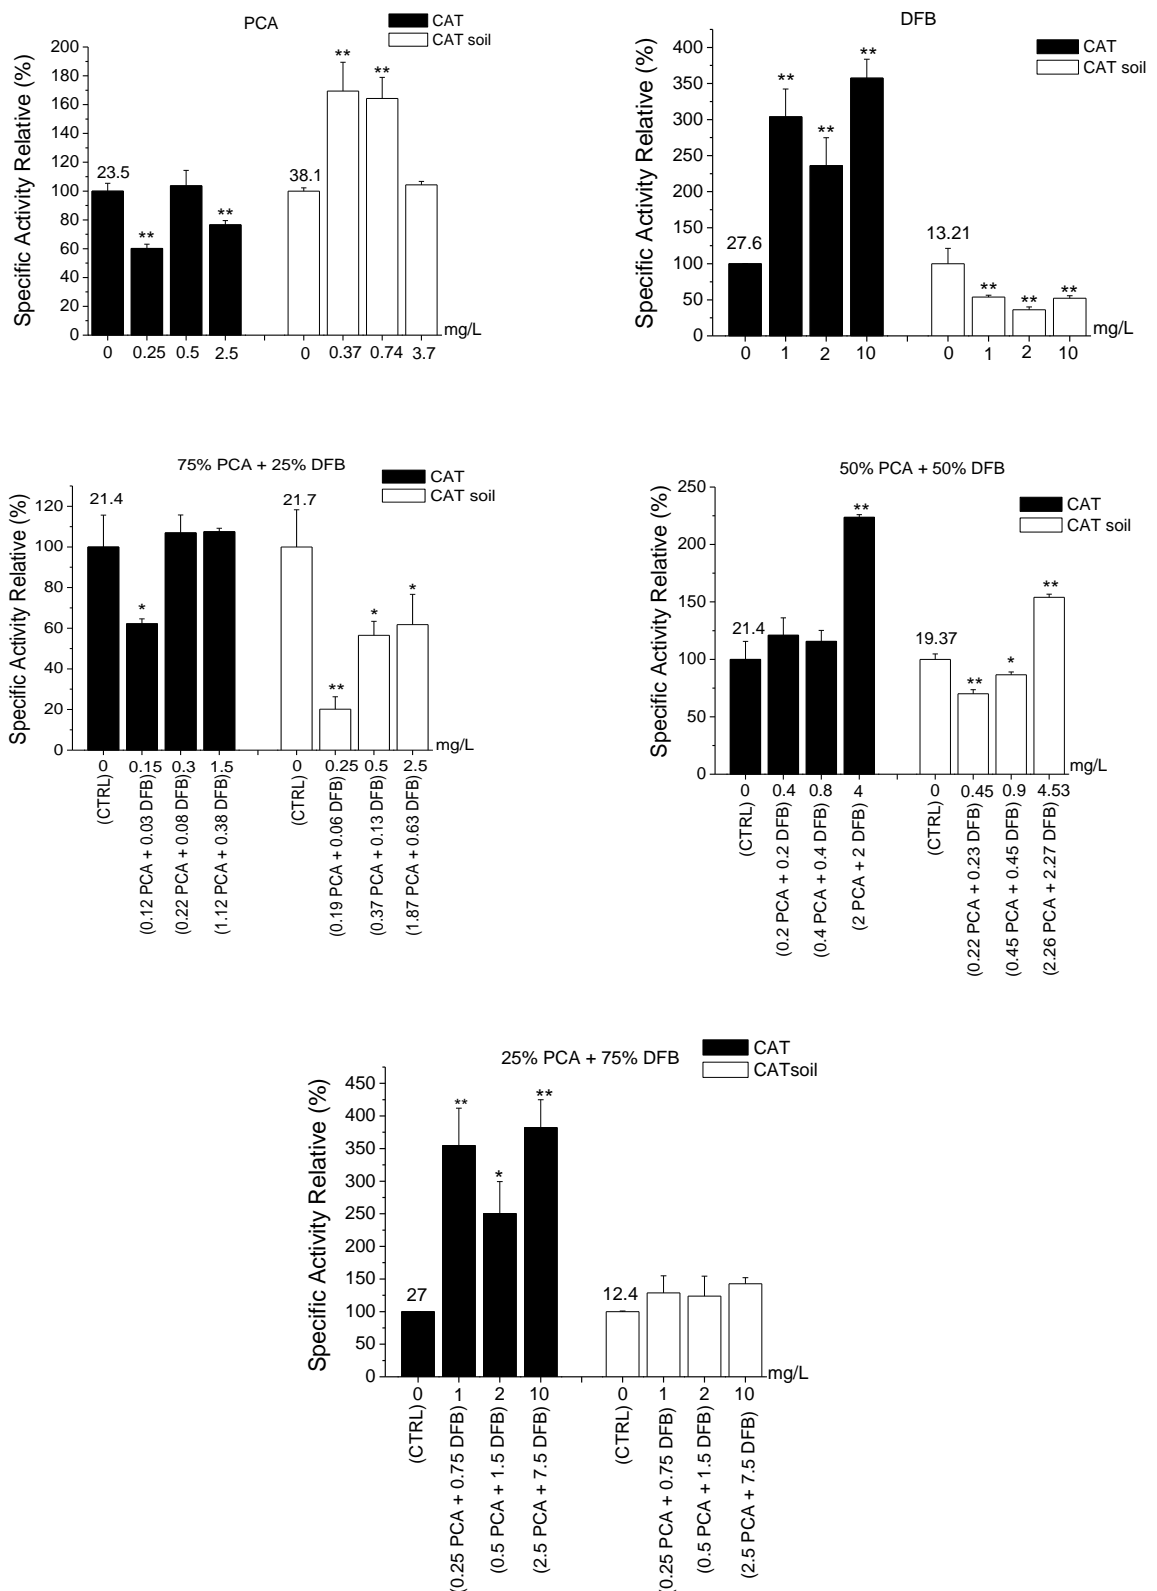 PCA
CAT
CAT soil
Specific Activity Relative (%)
200
180
160
140
120
100
80
60
40
20
0
23.5
**
**
38.1
**
**
0 0.25 0.5 2.5 0 0.37 0.74 3.7
mg/L
DFB
CAT
CAT soil
Specific Activity Relative (%)
400
350
300
250
200
150
100
50
0
27.6
**
**
**
13.21
**
**
**
0 1 2 10 0 1 2 10
mg/L
75% PCA + 25% DFB
CAT
CAT soil
Specific Activity Relative (%)
120
100
80
60
40
20
0
21.4
*
21.7
**
*
*
mg/L
0 0.15 0.3 1.5 0 0.25 0.5 2.5
(CTRL)
(0.12 PCA + 0.03 DFB)
(0.22 PCA + 0.08 DFB)
(1.12 PCA + 0.38 DFB)
(CTRL)
(0.19 PCA + 0.06 DFB)
(0.37 PCA + 0.13 DFB)
(1.87 PCA + 0.63 DFB)
50% PCA + 50% DFB
CAT
CAT soil
Specific Activity Relative (%)
250
200
150
100
50
0
21.4
**
19.37
**
*
**
mg/L
0 0.4 0.8 4 0 0.45 0.9 4.53
(CTRL)
(0.2 PCA + 0.2 DFB)
(0.4 PCA + 0.4 DFB)
(2 PCA + 2 DFB)
(CTRL)
(0.22 PCA + 0.23 DFB)
(0.45 PCA + 0.45 DFB)
(2.26 PCA + 2.27 DFB)
25% PCA + 75% DFB
CAT
CATsoil
Specific Activity Relative (%)
450
400
350
300
250
200
150
100
50
0
27
**
*
**
12.4
mg/L
0 1 2 10 0 1 2 10
(CTRL)
(0.25 PCA + 0.75 DFB)
(0.5 PCA + 1.5 DFB)
(2.5 PCA + 7.5 DFB)
(CTRL)
(0.25 PCA + 0.75 DFB)
(0.5 PCA + 1.5 DFB)
(2.5 PCA + 7.5 DFB)